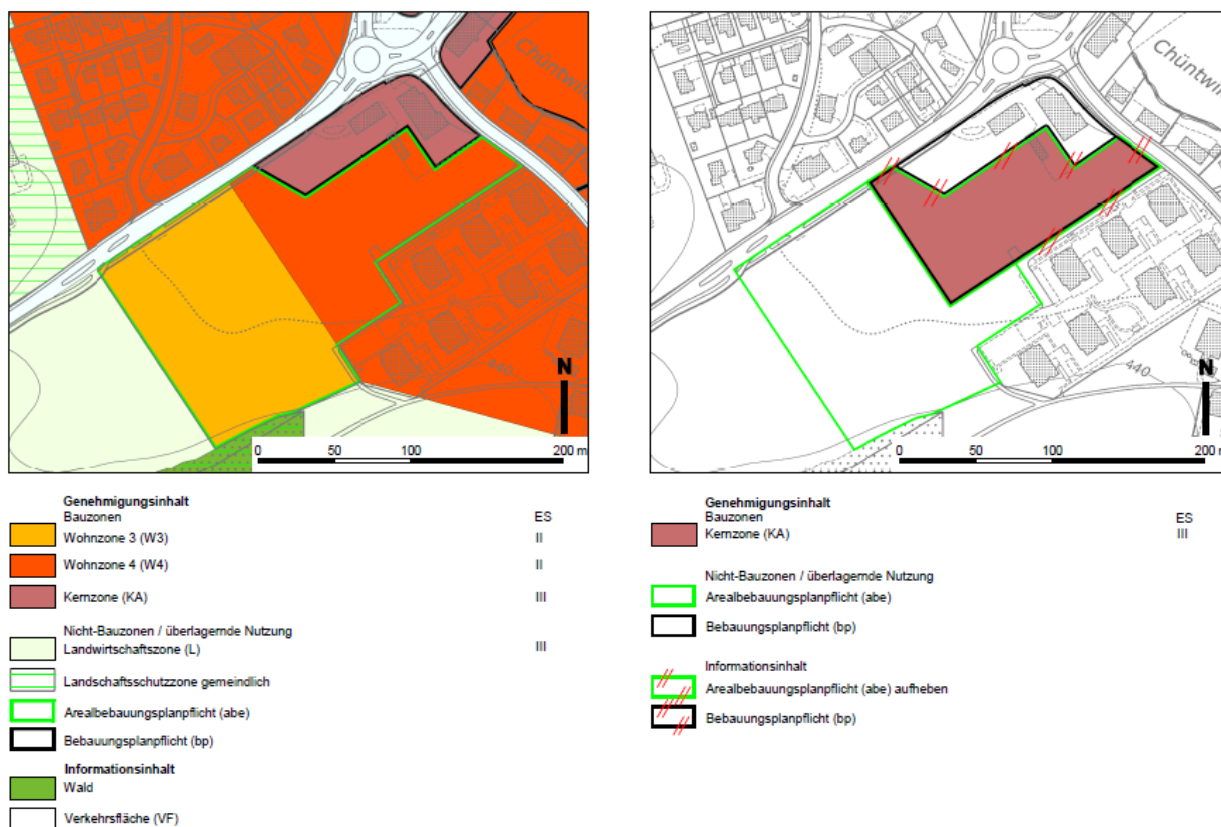 Chüntwi
440
N
0 50 100 200 m
Genehmigungsinhalt
Bauzonen ES
Wohnzone 3 (W3) II
Wohnzone 4 (W4) II
Kernzone (KA) III
Nicht-Bauzonen / überlagernde Nutzung
Landwirtschaftszone (L) III
Landschaftsschutzzone gemeindlich
Arealbebauungsplanpflicht (abe)
Bebauungsplanpflicht (bp)
Informationsinhalt
Wald
Verkehrsfläche (VF)
Chüntwi
440
N
0 50 100 200 m
Genehmigungsinhalt
Bauzonen ES
Kernzone (KA) III
Nicht-Bauzonen / überlagernde Nutzung
Arealbebauungsplanpflicht (abe)
Bebauungsplanpflicht (bp)
Informationsinhalt
Arealbebauungsplanpflicht (abe) aufheben
Bebauungsplanpflicht (bp)